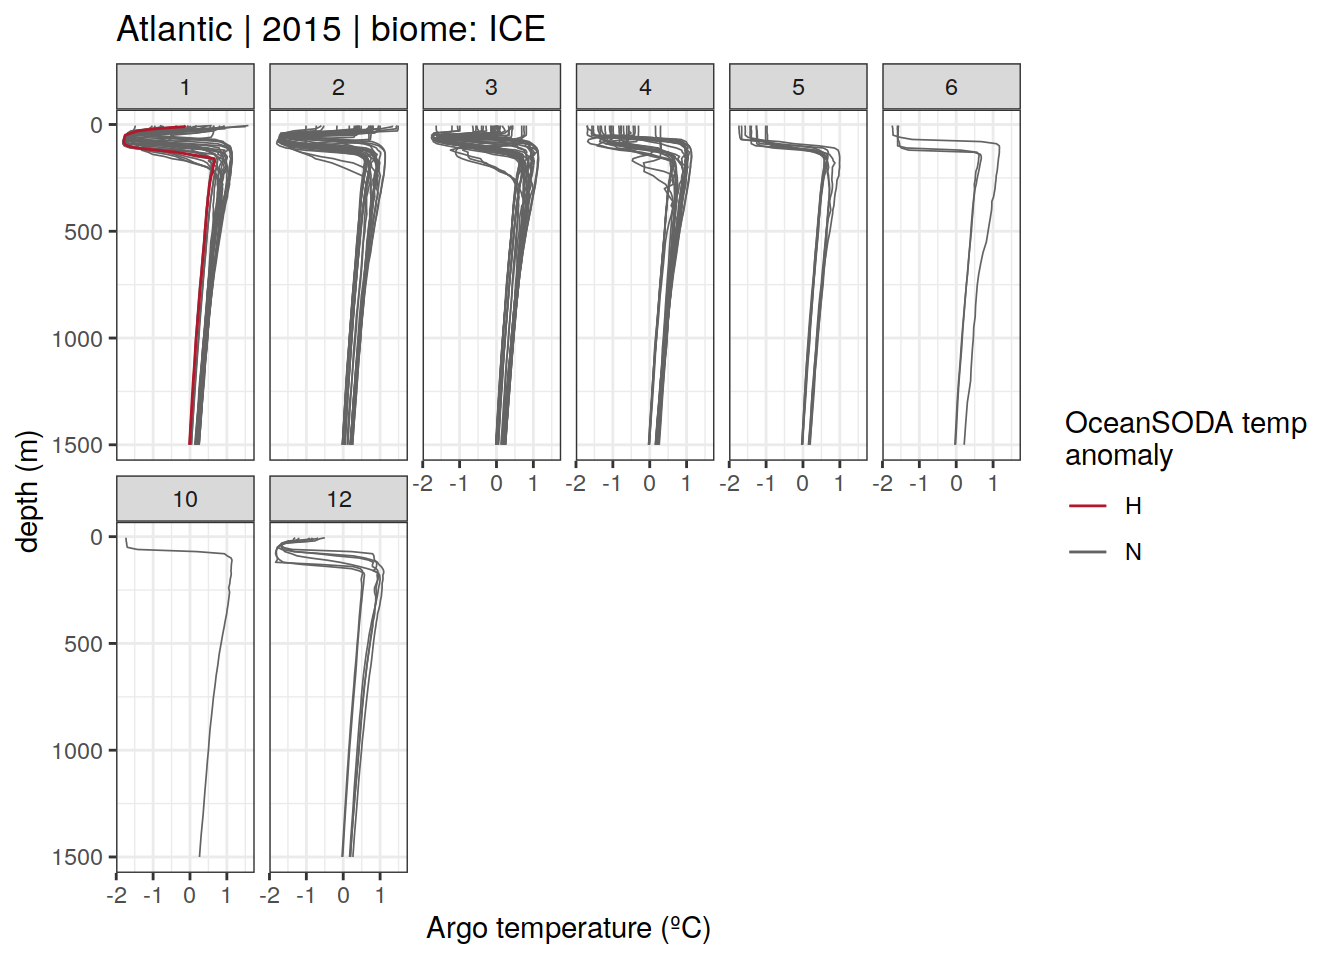 Atlantic | 2015 | biome: ICE
1 2 3 4 5 6
0
500
1000
1500
-2 -1 0 1 -2 -1 0 1 -2 -1 0 1 -2 -1 0 1
10 12
0
500
1000
1500
-2 -1 0 1 -2 -1 0 1
depth (m)
Argo temperature (ºC)
OceanSODA temp
anomaly
H
N